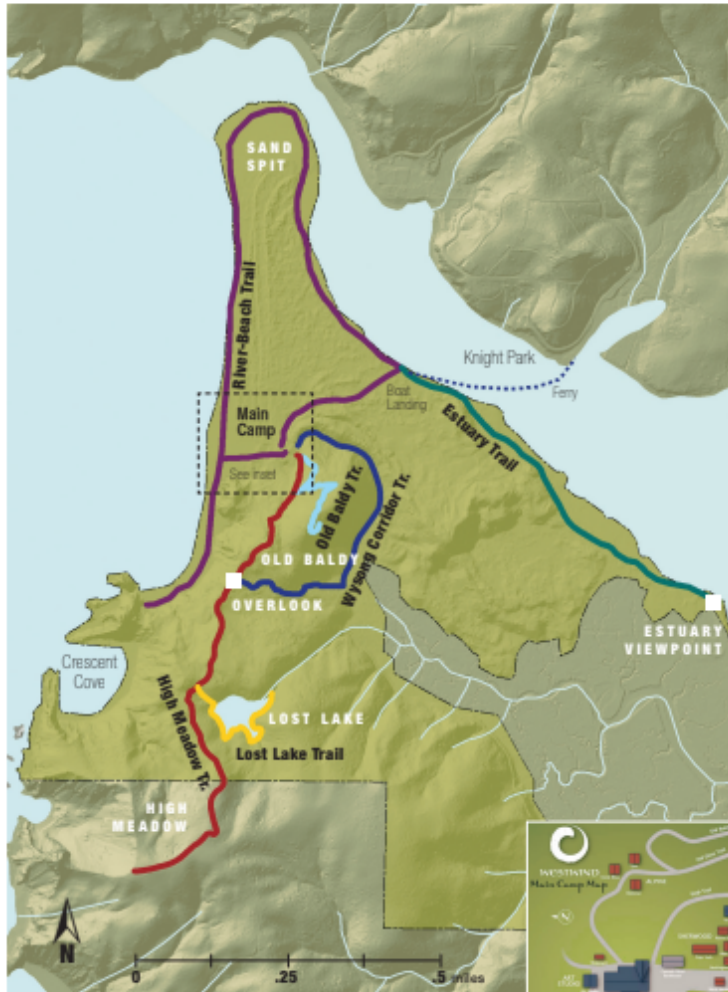 SAND
SPIT
River-Beach Trail
Knight Park
Ferry
Boat
Landing
Main
Camp
Estuary Trail
See inset
Old Baldy Tr.
Wysong Corridor Tr.
OLD BALDY
OVERLOOK
ESTUARY
VIEWPOINT
Crescent
Cove
High Meadow Tr.
LOST LAKE
Lost Lake Trail
HIGH
MEADOW
WESTWIND
Main Camp Map
N
0 .25 .5 miles
ART
STUDIO